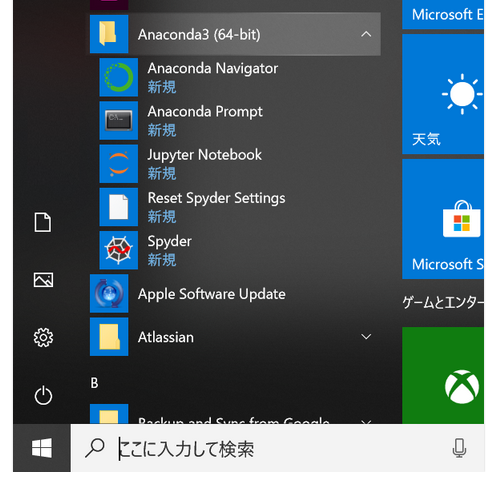 Anaconda3 (64-bit)
Anaconda Navigator
新規
Anaconda Prompt
新規
Jupyter Notebook
新規
Reset Spyder Settings
新規
Spyder
新規
Apple Software Update
Atlassian
B
Backup and Sync from Google
Microsoft E
天気
Microsoft S
ゲームとエンター
ここに入力して検索